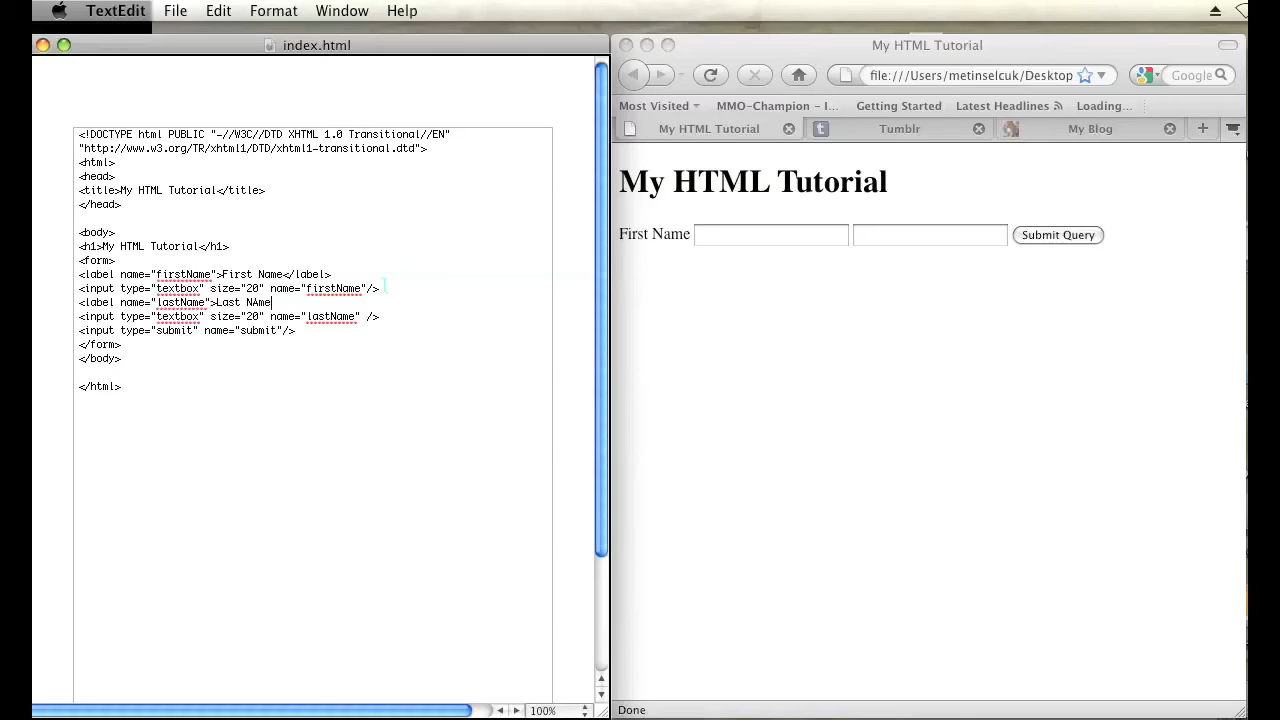 TextEdit File Edit Format Window Help
index.html
<!DOCTYPE html PUBLIC "-//W3C//DTD XHTML 1.0 Transitional//EN"
"http://www.w3.org/TR/xhtml1/DTD/xhtml1-transitional.dtd">
<html>
<head>
<title>My HTML Tutorial</title>
</head>
<body>
<h1>My HTML Tutorial</h1>
<form>
<label name="firstName">First Name</label>
<input type="textbox" size="20" name="firstName"/>
<label name="lastName">Last NAme
<input type="textbox" size="20" name="lastName" />
<input type="submit" name="submit"/>
</form>
</body>
</html>
100%
My HTML Tutorial
file:///Users/metinselcuk/Desktop
Google
Most Visited MMO-Champion - I... Getting Started Latest Headlines Loading...
My HTML Tutorial Tumblr My Blog
My HTML Tutorial
First Name Submit Query
Done